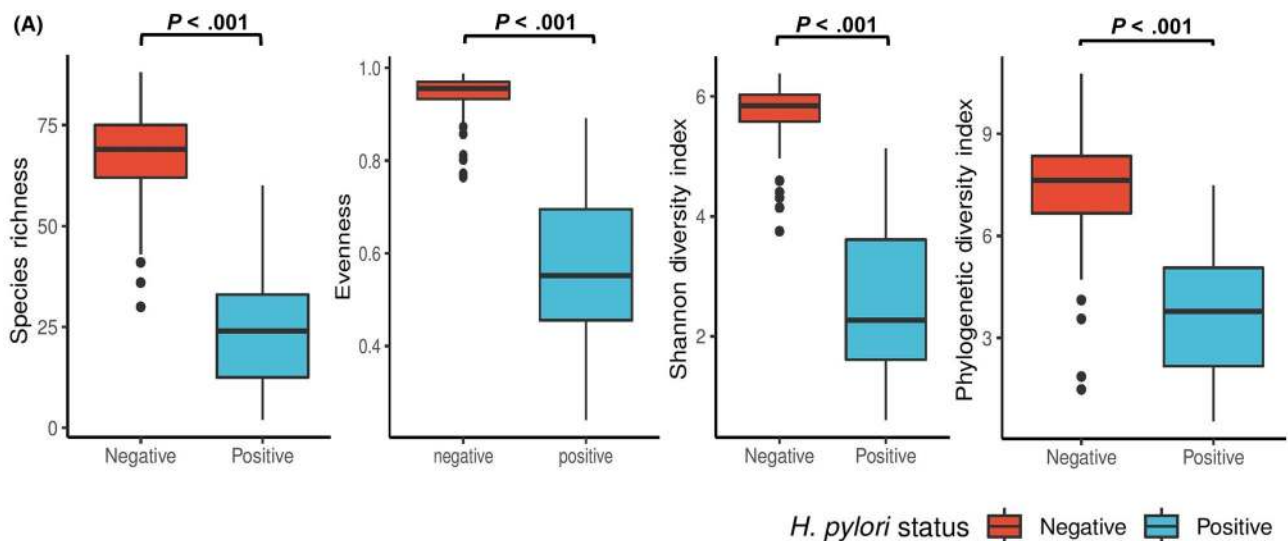 (A)
P < .001
P < .001
P < .001
P < .001
Species richness
75
50
25
0
Negative
Positive
Evenness
1.0
0.8
0.6
0.4
negative
positive
Shannon diversity index
6
4
2
Negative
Positive
Phylogenetic diversity index
9
6
3
Negative
Positive
H. pylori status
Negative
Positive